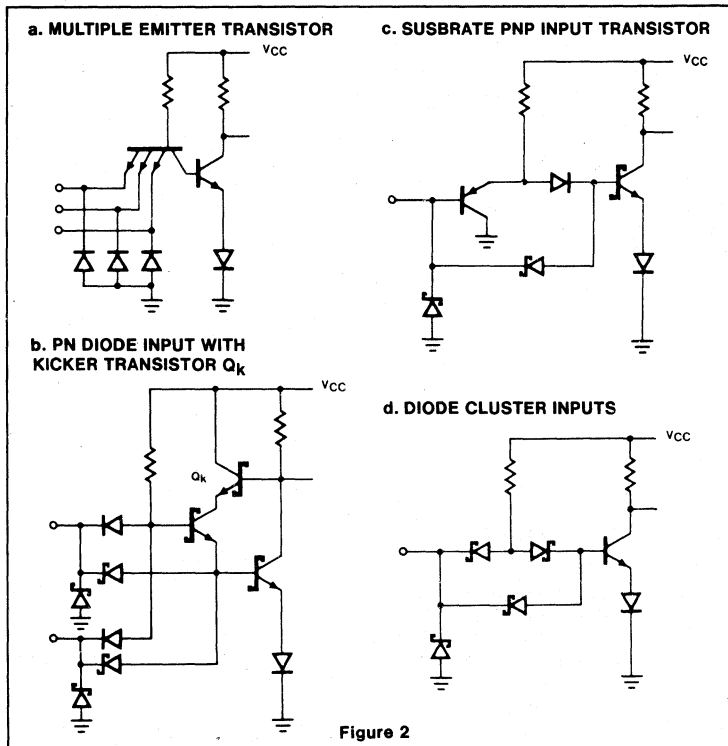 a. MULTIPLE EMITTER TRANSISTOR
VCC
b. PN DIODE INPUT WITH
KICKER TRANSISTOR Qk
VCC
Qk
c. SUSBRATE PNP INPUT TRANSISTOR
VCC
d. DIODE CLUSTER INPUTS
VCC
Figure 2